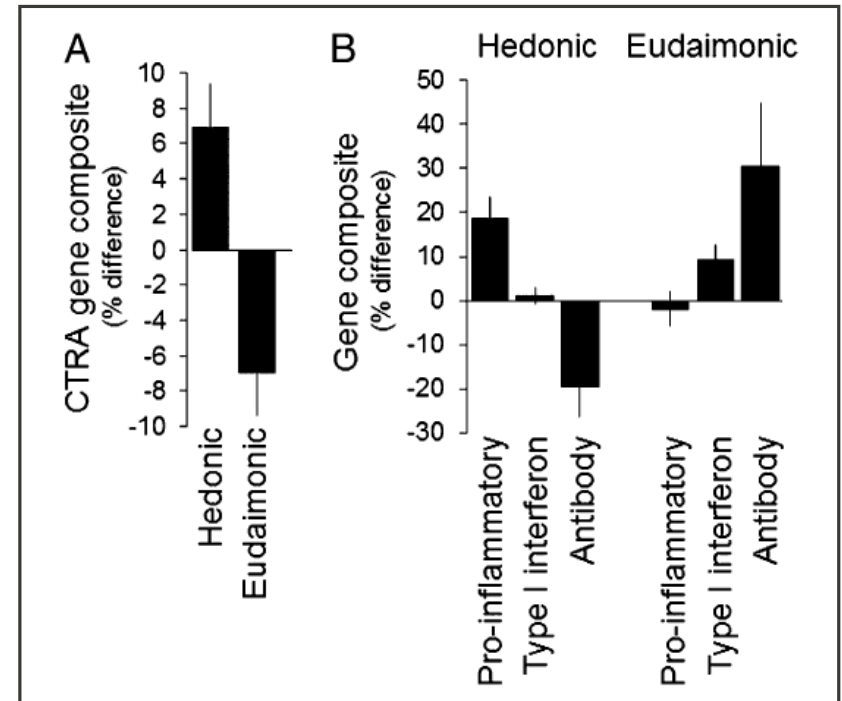 A
CTRA gene composite
(% difference)
10
8
6
4
2
0
-2
-4
-6
-8
-10
Hedonic
Eudaimonic
B
Hedonic Eudaimonic
Gene composite
(% difference)
50
40
30
20
10
0
-10
-20
-30
Pro-inflammatory
Type I interferon
Antibody
Pro-inflammatory
Type I interferon
Antibody